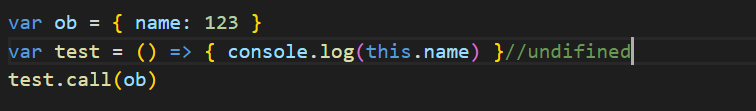 var ob = { name: 123 }
var test = () => { console.log(this.name) }//undifined
test.call(ob)